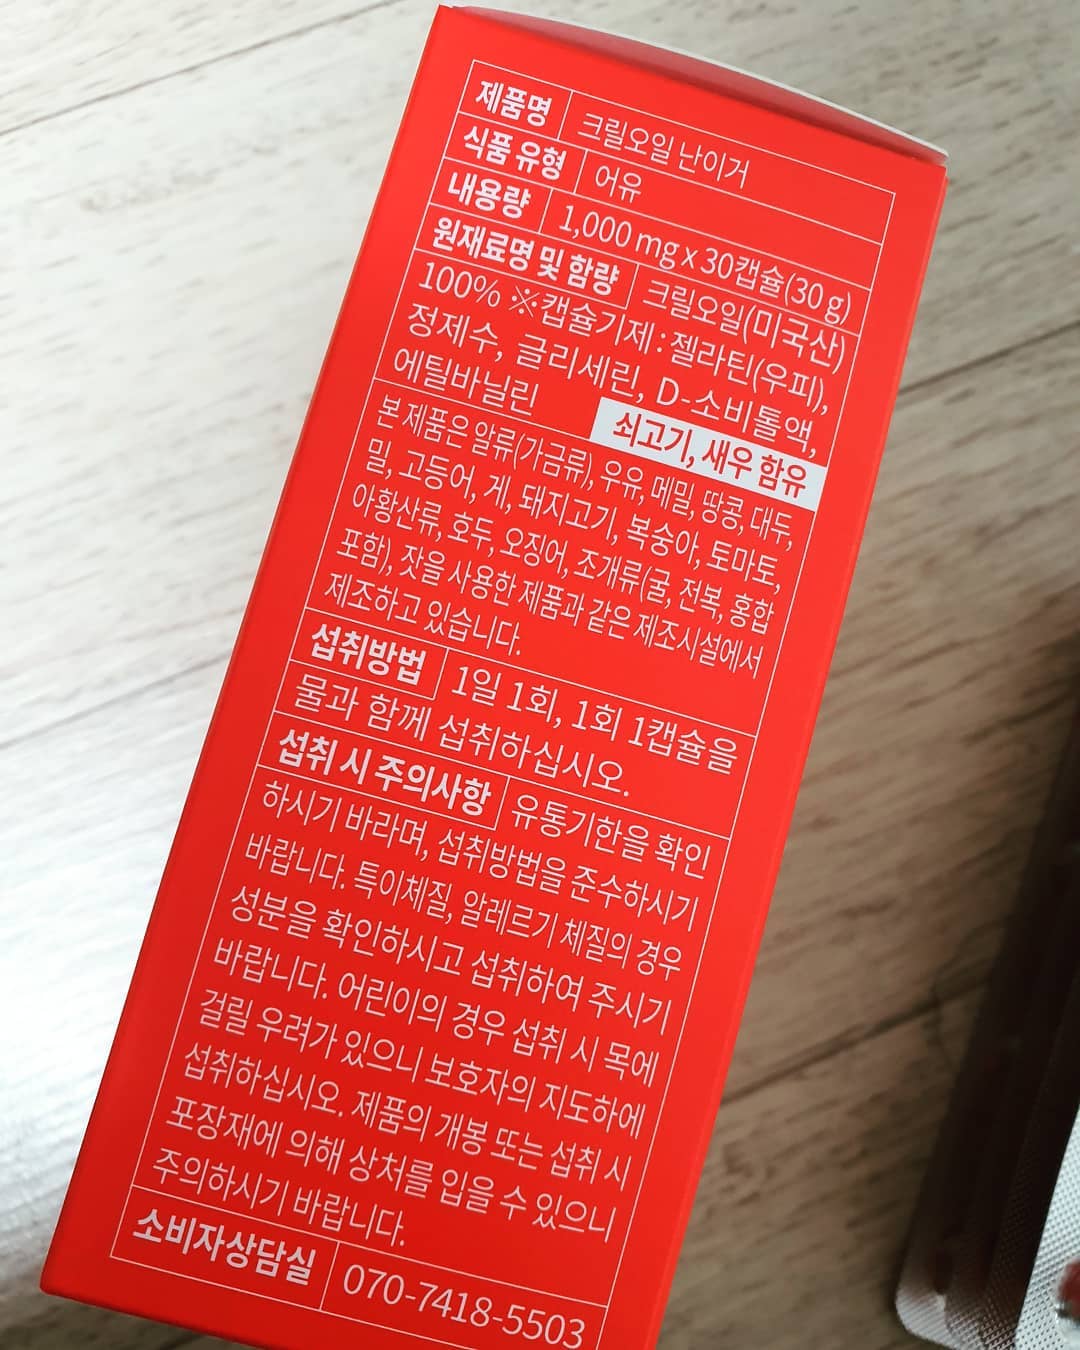 제품명 크릴오일 난이거
식품 유형 어유
내용량 1,000 mg x 30캡슐(30 g)
원재료명 및 함량 크릴오일(미국산)
100% ※캡슐기제 : 젤라틴(우피),
정제수, 글리세린, D-소비톨액,
에틸바닐린 쇠고기, 새우 함유
본 제품은 알류(가금류), 우유, 메밀, 땅콩, 대두,
밀, 고등어, 게, 돼지고기, 복숭아, 토마토,
아황산류, 호두, 오징어, 조개류(굴, 전복, 홍합
포함), 잣을 사용한 제품과 같은 제조시설에서
제조하고 있습니다.
섭취방법 1일 1회, 1회 1캡슐을
물과 함께 섭취하십시오.
섭취 시 주의사항 유통기한을 확인
하시기 바라며, 섭취방법을 준수하시기
바랍니다. 특이체질, 알레르기 체질의 경우
성분을 확인하시고 섭취하여 주시기
바랍니다. 어린이의 경우 섭취 시 목에
걸릴 우려가 있으니 보호자의 지도하에
섭취하십시오. 제품의 개봉 또는 섭취 시
포장재에 의해 상처를 입을 수 있으니
주의하시기 바랍니다.
소비자상담실 070-7418-5503